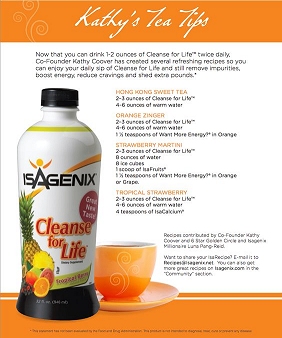 Kathy's Tea Tips
Now that you can drink 1-2 ounces of Cleanse for Life™ twice daily,
Co-Founder Kathy Coover has created several refreshing recipes so you
can enjoy your daily sip of Cleanse for Life and still remove impurities,
boost energy, reduce cravings and shed extra pounds.*
HONG KONG SWEET TEA
2-3 ounces of Cleanse for Life™
4-6 ounces of warm water
ORANGE ZINGER
2-3 ounces of Cleanse for Life™
4-6 ounces of warm water
1 ½ teaspoons of Want More Energy?® in Orange
STRAWBERRY MARTINI
2-3 ounces of Cleanse for Life™
8 ounces of water
8 ice cubes
1 scoop of IsaFruits®
1 ½ teaspoons of Want More Energy?® in Orange
or Grape.
TROPICAL STRAWBERRY
2-3 ounces of Cleanse for Life™
4-6 ounces of warm water
4 teaspoons of IsaCalcium®
ISAGENIX
Great
New
Taste!
Cleanse
for
Life
Tropical
32 fl. oz. (946 mL)
Recipes contributed by
Co-Founder Kathy
Coover and 6 Star Golden Circle and Isagenix
Millionaire Luna Pang-Reid.
Want to share your IsaRecipe? E-mail it to
Recipes@isagenix.net. You can also get
more great recipes on Isagenix.com in the
"Community" section.
*This statement has not been evaluated by the Food and Drug Administration. This product is not intended to diagnose, treat, cure, or prevent any disease.